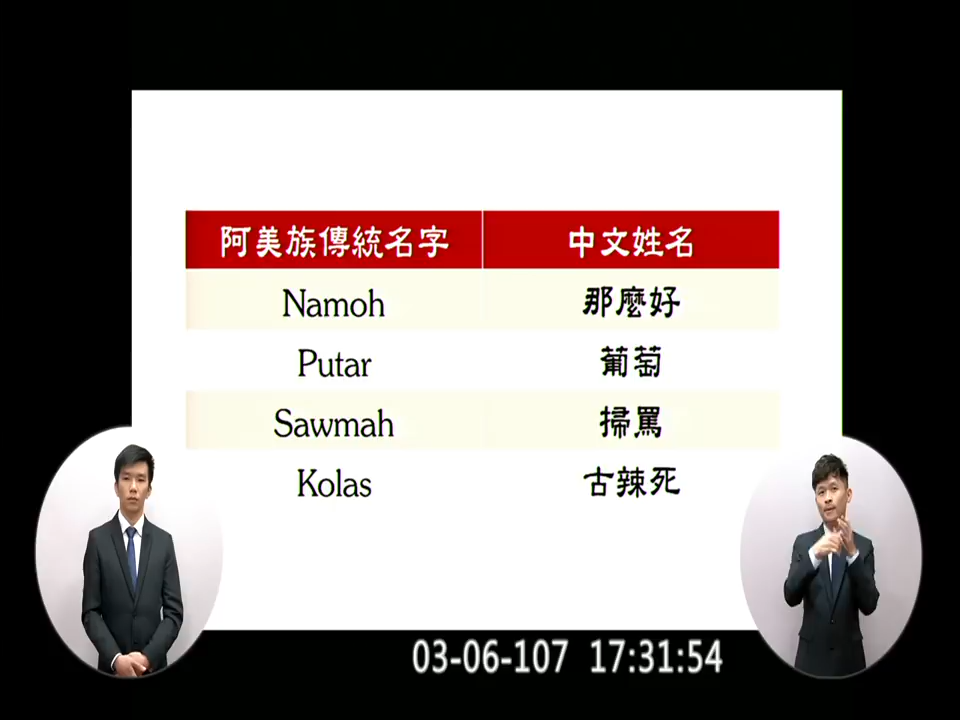 阿美族傳統名字 中文姓名
Namoh 那麼好
Putar 葡萄
Sawmah 掃罵
Kolas 古辣死
03-06-107 17:31:54